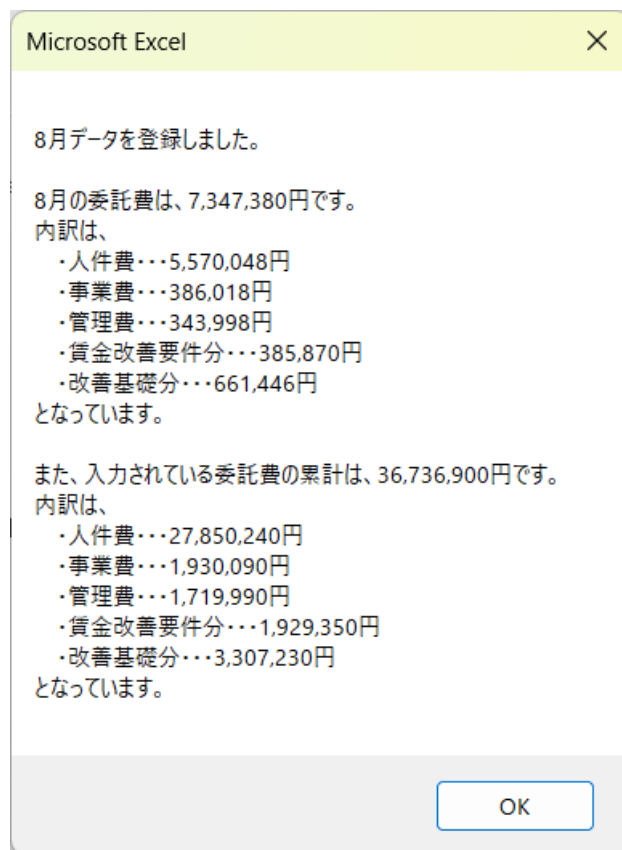 Microsoft Excel
8月データを登録しました。
8月の委託費は、7,347,380円です。
内訳は、
・人件費・・・5,570,048円
・事業費・・・386,018円
・管理費・・・343,998円
・賃金改善要件分・・・385,870円
・改善基礎分・・・661,446円
となっています。
また、入力されている委託費の累計は、36,736,900円です。
内訳は、
・人件費・・・27,850,240円
・事業費・・・1,930,090円
・管理費・・・1,719,990円
・賃金改善要件分・・・1,929,350円
・改善基礎分・・・3,307,230円
となっています。
OK